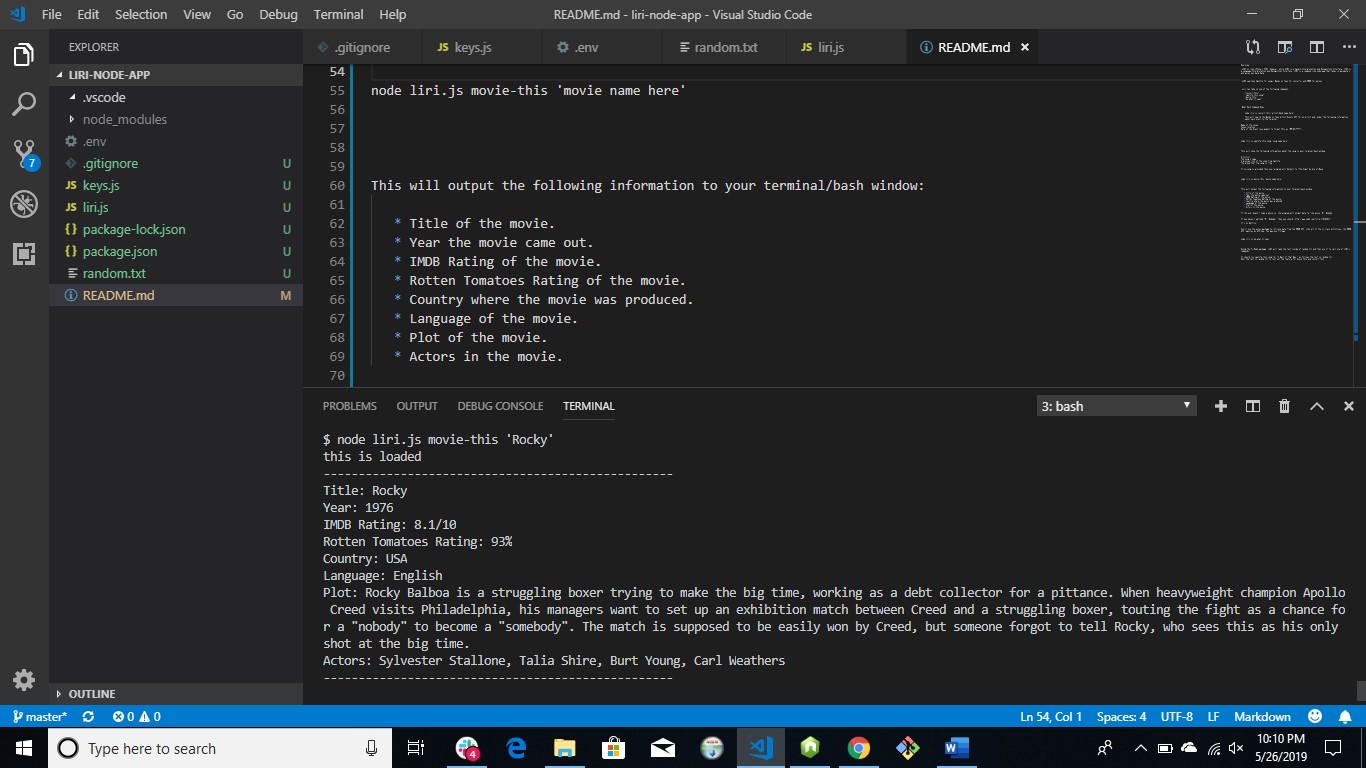 File Edit Selection View Go Debug Terminal Help README.md - liri-node-app - Visual Studio Code
EXPLORER
LIRI-NODE-APP
.vscode
node_modules
.env
.gitignore U
keys.js U
liri.js U
package-lock.json U
package.json U
random.txt U
README.md M
OUTLINE
7
.gitignore JS keys.js .env random.txt JS liri.js README.md
54
55 node liri.js movie-this 'movie name here'
56
57
58
59
60 This will output the following information to your terminal/bash window:
61
62 * Title of the movie.
63 * Year the movie came out.
64 * IMDB Rating of the movie.
65 * Rotten Tomatoes Rating of the movie.
66 * Country where the movie was produced.
67 * Language of the movie.
68 * Plot of the movie.
69 * Actors in the movie.
70
PROBLEMS OUTPUT DEBUG CONSOLE TERMINAL 3: bash
$ node liri.js movie-this 'Rocky'
this is loaded
--------------------------------------------------
Title: Rocky
Year: 1976
IMDB Rating: 8.1/10
Rotten Tomatoes Rating: 93%
Country: USA
Language: English
Plot: Rocky Balboa is a struggling boxer trying to make the big time, working as a debt collector for a pittance. When heavyweight champion Apollo
Creed visits Philadelphia, his managers want to set up an exhibition match between Creed and a struggling boxer, touting the fight as a chance fo
r a "nobody" to become a "somebody". The match is supposed to be easily won by Creed, but someone forgot to tell Rocky, who sees this as his only
shot at the big time.
Actors: Sylvester Stallone, Talia Shire, Burt Young, Carl Weathers
--------------------------------------------------
master* 0 0 Ln 54, Col 1 Spaces: 4 UTF-8 LF Markdown
Type here to search
4
10:10 PM
5/26/2019